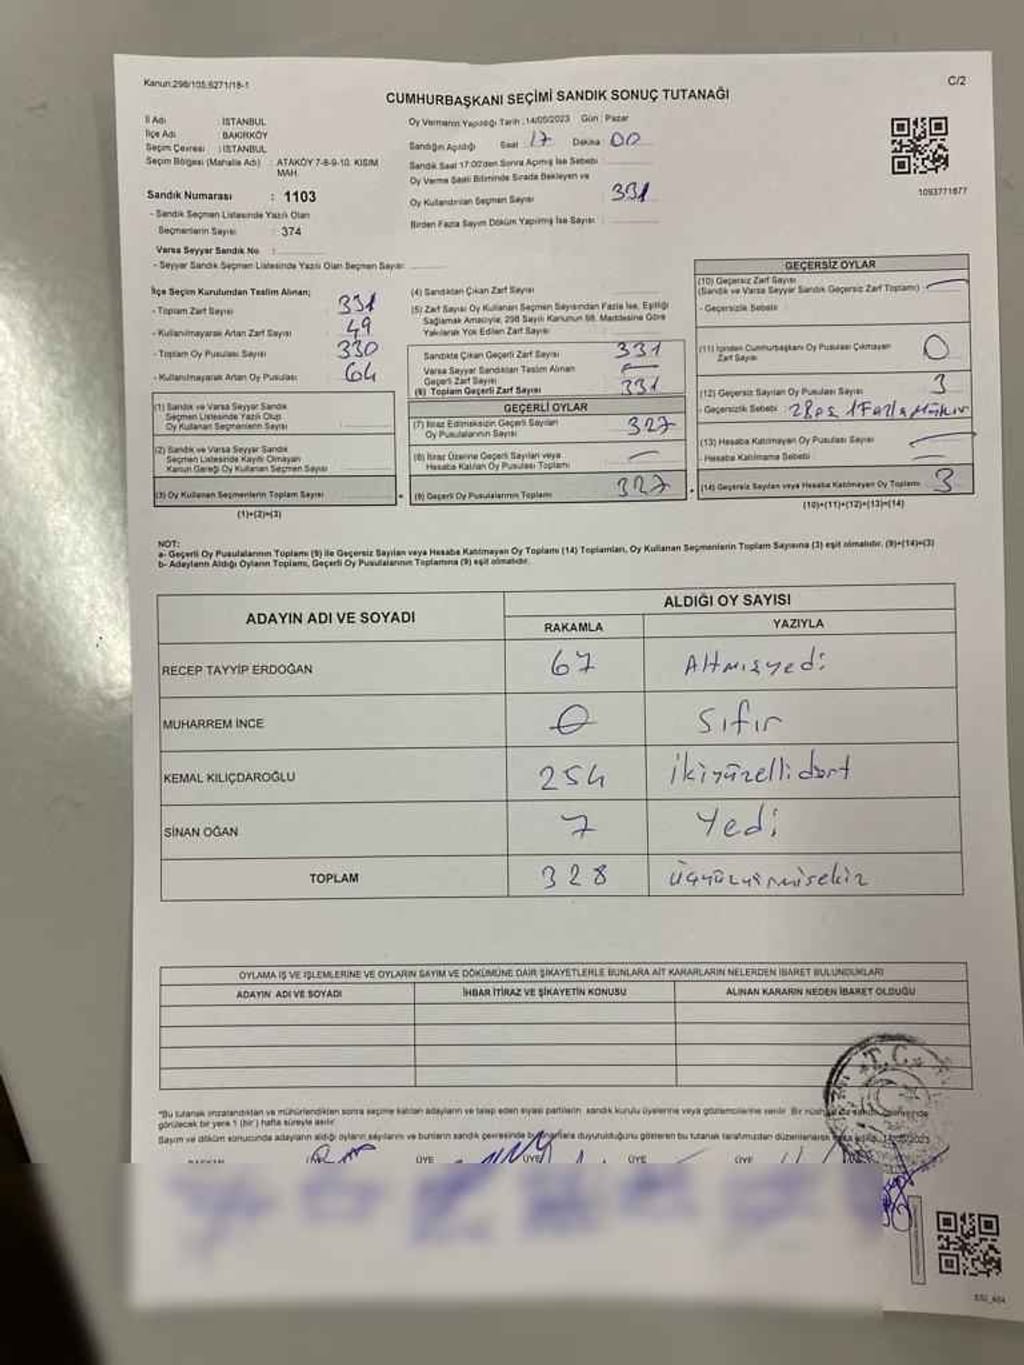 Kanun:298/105,6271/18-1
C/2
CUMHURBAŞKANI SEÇİMİ SANDIK SONUÇ TUTANAĞI
İl Adı : İSTANBUL
İlçe Adı : BAKIRKÖY
Seçim Çevresi : İSTANBUL
Seçim Bölgesi (Mahalle Adı) : ATAKÖY 7-8-9-10. KISIM MAH.
Sandık Numarası : 1103
- Sandık Seçmen Listesinde Yazılı Olan
Seçmenlerin Sayısı : 374
Varsa Seyyar Sandık No :
- Seyyar Sandık Seçmen Listesinde Yazılı Olan Seçmen Sayısı:
Oy Vermenin Yapıldığı Tarih :14/05/2023 Gün : Pazar
Sandığın Açıldığı Saat : 17 Dakika : 00
Sandık Saat 17:00'den Sonra Açılmış İse Sebebi :
Oy Verme Saati Bitiminde Sırada Bekleyen ve
Oy Kullandırılan Seçmen Sayısı : 331
Birden Fazla Sayım Döküm Yapılmış İse Sayısı :
1093771677
İlçe Seçim Kurulundan Teslim Alınan;
- Toplam Zarf Sayısı : 331
- Kullanılmayarak Artan Zarf Sayısı : 49
- Toplam Oy Pusulası Sayısı : 330
- Kullanılmayarak Artan Oy Pusulası : 64
(1) Sandık ve Varsa Seyyar Sandık
Seçmen Listesinde Yazılı Olup
Oy Kullanan Seçmenlerin Sayısı :
(2) Sandık ve Varsa Seyyar Sandık
Seçmen Listesinde Kaydı Olmayan
Kanun Gereği Oy Kullanan Seçmen Sayısı :
(3) Oy Kullanan Seçmenlerin Toplam Sayısı
(1)+(2)=(3)
(4) Sandıktan Çıkan Zarf Sayısı :
(5) Zarf Sayısı Oy Kullanan Seçmen Sayısından Fazla İse, Eşitliği
Sağlamak Amacıyla, 298 Sayılı Kanunun 98. Maddesine Göre
Yakılarak Yok Edilen Zarf Sayısı :
Sandıkta Çıkan Geçerli Zarf Sayısı : 331
Varsa Seyyar Sandıktan Teslim Alınan
Geçerli Zarf Sayısı :
(6) Toplam Geçerli Zarf Sayısı : 331
GEÇERLİ OYLAR
(7) İtiraz Edilmeksizin Geçerli Sayılan
Oy Pusulalarının Sayısı : 327
(8) İtiraz Üzerine Geçerli Sayılan veya
Hesaba Katılan Oy Pusulası Toplamı :
(9) Geçerli Oy Pusulalarının Toplamı : 327
GEÇERSİZ OYLAR
(10) Geçersiz Zarf Sayısı
(Sandık ve Varsa Seyyar Sandık Geçersiz Zarf Toplamı) :
- Geçersizlik Sebebi :
(11) İçinden Cumhurbaşkanı Oy Pusulası Çıkmayan
Zarf Sayısı : 0
(12) Geçersiz Sayılan Oy Pusulası Sayısı : 3
- Geçersizlik Sebebi : 2 Boş 1 Fazla Mühür
(13) Hesaba Katılmayan Oy Pusulası Sayısı :
- Hesaba Katılmama Sebebi :
(14) Geçersiz Sayılan veya Hesaba Katılmayan Oy Toplamı : 3
(10)+(11)+(12)+(13)=(14)
NOT:
a- Geçerli Oy Pusulalarının Toplamı (9) ile Geçersiz Sayılan veya Hesaba Katılmayan Oy Toplamı (14) Toplamları, Oy Kullanan Seçmenlerin Toplam Sayısına (3) eşit olmalıdır. (9)+(14)=(3)
b- Adayların Aldığı Oyların Toplamı, Geçerli Oy Pusulalarının Toplamına (9) eşit olmalıdır.
ADAYIN ADI VE SOYADI
ALDIĞI OY SAYISI
RAKAMLA YAZIYLA
RECEP TAYYİP ERDOĞAN 67 Altmışyedi
MUHARREM İNCE 0 Sıfır
KEMAL KILIÇDAROĞLU 254 ikiyüzellidört
SİNAN OĞAN 7 Yedi
TOPLAM 328 üçyüzyirmisekiz
OYLAMA İŞ VE İŞLEMLERİNE VE OYLARIN SAYIM VE DÖKÜMÜNE DAİR ŞİKAYETLERLE BUNLARA AİT KARARLARIN NELERDEN İBARET BULUNDUKLARI
ADAYIN ADI VE SOYADI
İHBAR İTİRAZ VE ŞİKAYETİN KONUSU
ALINAN KARARIN NEDEN İBARET OLDUĞU
T.C.
*Bu tutanak imzalandıktan ve mühürlendikten sonra seçime katılan adayların ve talep eden siyasi partilerin sandık kurulu üyelerine veya gözlemcilerine verilir. Bir
görülecek bir yere 1 (bir) hafta süreyle asılır.
Sayım ve döküm sonucunda adayların aldığı oyların sayılarını ve bunların sandık çevresinde duyurulduğunu gösteren bu tutanak tarafımızdan düzenlenerek
BAŞKAN ÜYE ÜYE ÜYE ÜYE